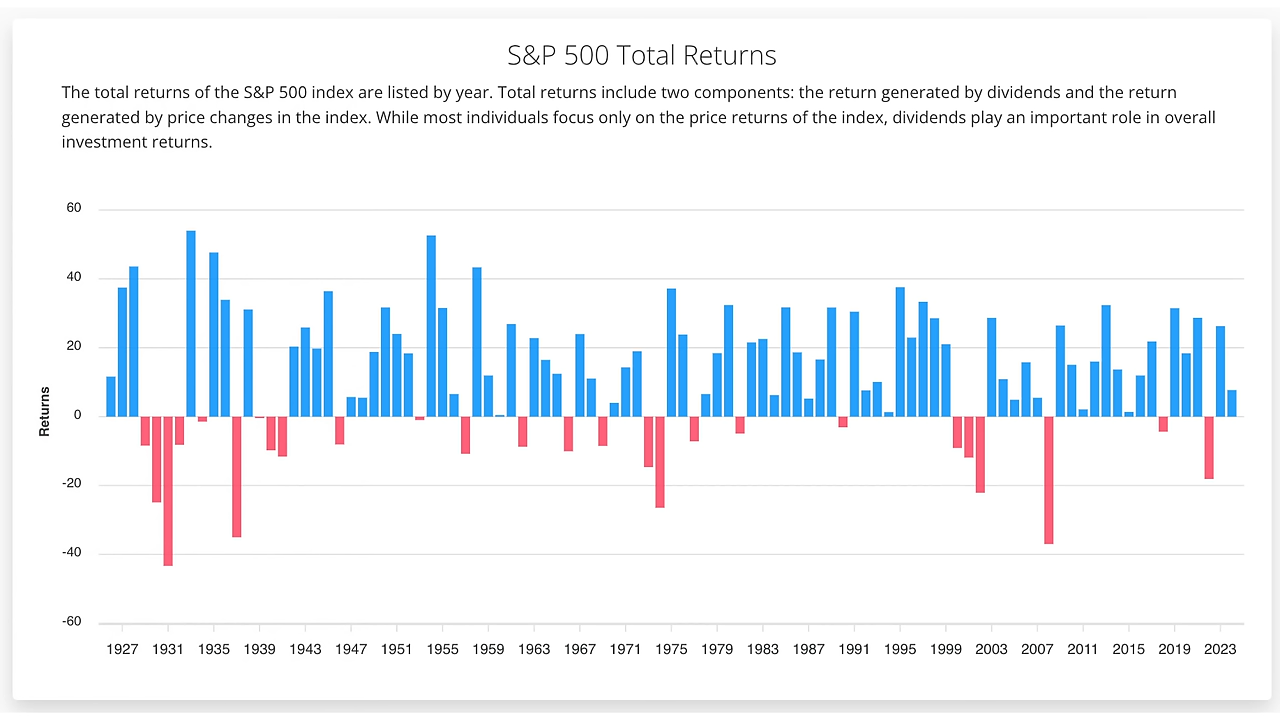 S&P 500 Total Returns
The total returns of the S&P 500 index are listed by year. Total returns include two components: the return generated by dividends and the return
generated by price changes in the index. While most individuals focus only on the price returns of the index, dividends play an important role in overall
investment returns.
60
40
20
0
-20
-40
-60
Returns
1927 1931 1935 1939 1943 1947 1951 1955 1959 1963 1967 1971 1975 1979 1983 1987 1991 1995 1999 2003 2007 2011 2015 2019 2023